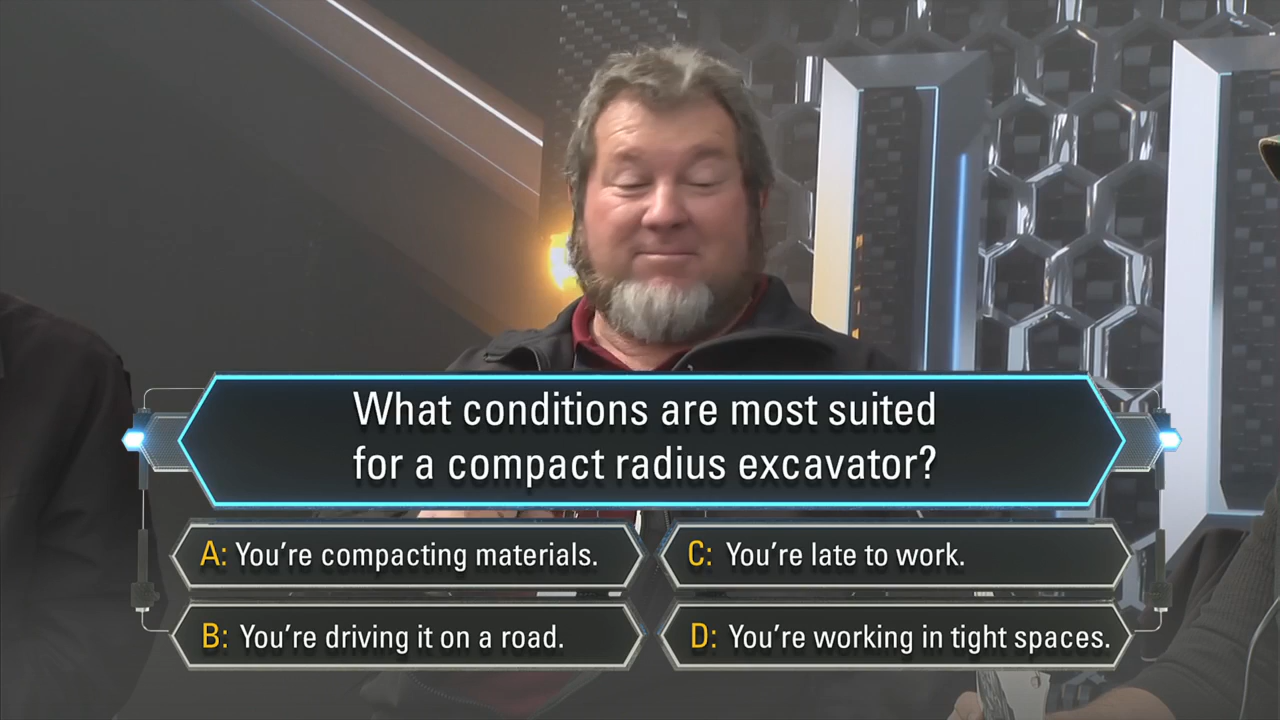 What conditions are most suited
for a compact radius excavator?
A: You're compacting materials.
C: You're late to work.
B: You're driving it on a road.
D: You're working in tight spaces.